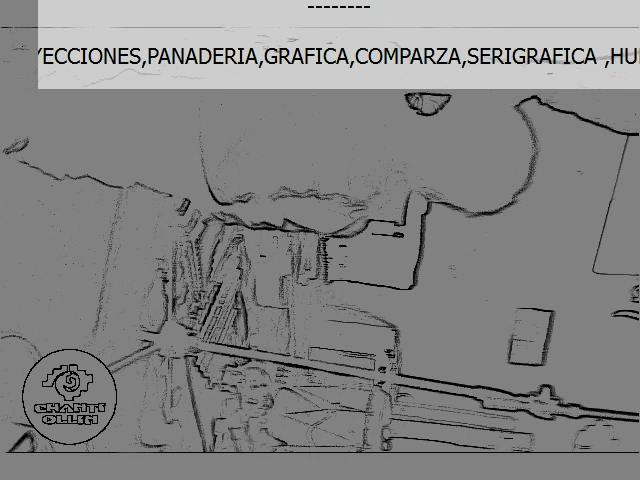 --------
YECCIONES,PANADERIA,GRAFICA,COMPARZA,SERIGRAFICA ,HU
CHANTI
OLLIN